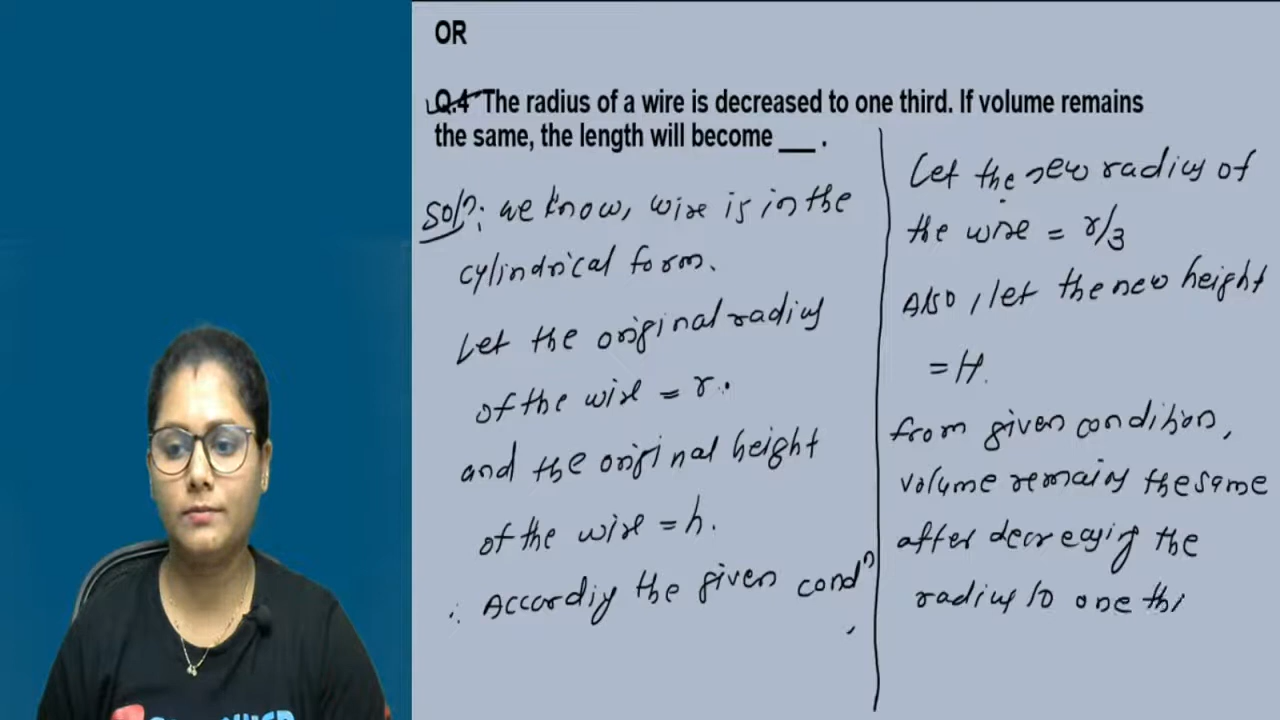 OR
Q.4 The radius of a wire is decreased to one third. If volume remains
the same, the length will become ___ .
Soln: we know, wire is in the
cylindrical form.
Let the original radius
of the wire = r.
and the original height
of the wire = h.
∴ According the given condn
,
Let the new radius of
the wire = r/3
Also, let the new height
= H.
from given condition,
volume remains the same
after decreasing the
radius to one thi